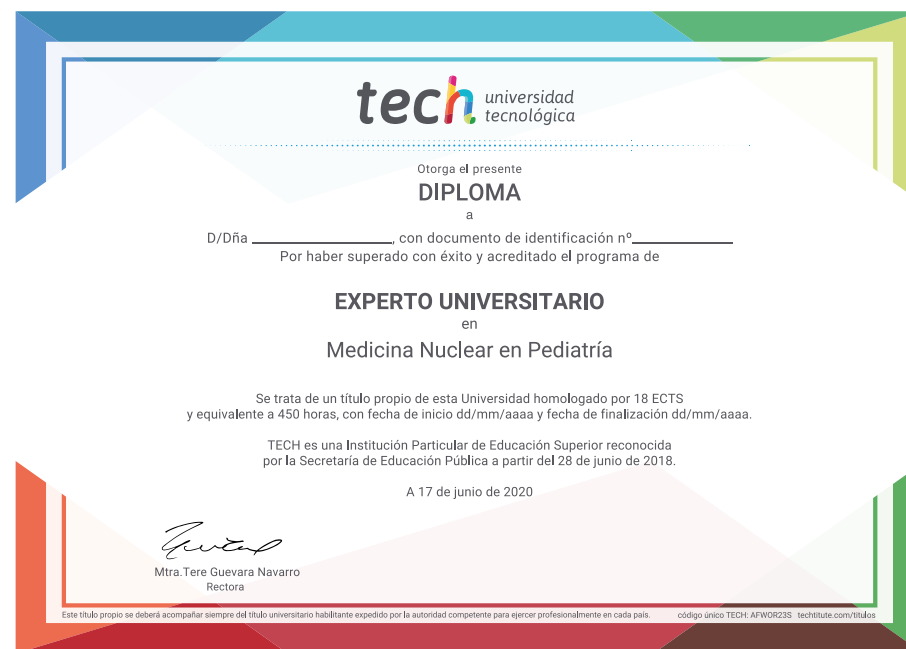 tech universidad
tecnológica
Otorga el presente
DIPLOMA
a
D/Dña ____________________, con documento de identificación nº______________
Por haber superado con éxito y acreditado el programa de
EXPERTO UNIVERSITARIO
en
Medicina Nuclear en Pediatría
Se trata de un título propio de esta Universidad homologado por 18 ECTS
y equivalente a 450 horas, con fecha de inicio dd/mm/aaaa y fecha de finalización dd/mm/aaaa.
TECH es una Institución Particular de Educación Superior reconocida
por la Secretaría de Educación Pública a partir del 28 de junio de 2018.
A 17 de junio de 2020
Mtra.Tere Guevara Navarro
Rectora
Este título propio se deberá acompañar siempre del título universitario habilitante expedido por la autoridad competente para ejercer profesionalmente en cada país. código único TECH: AFWOR23S techtitute.com/titulos